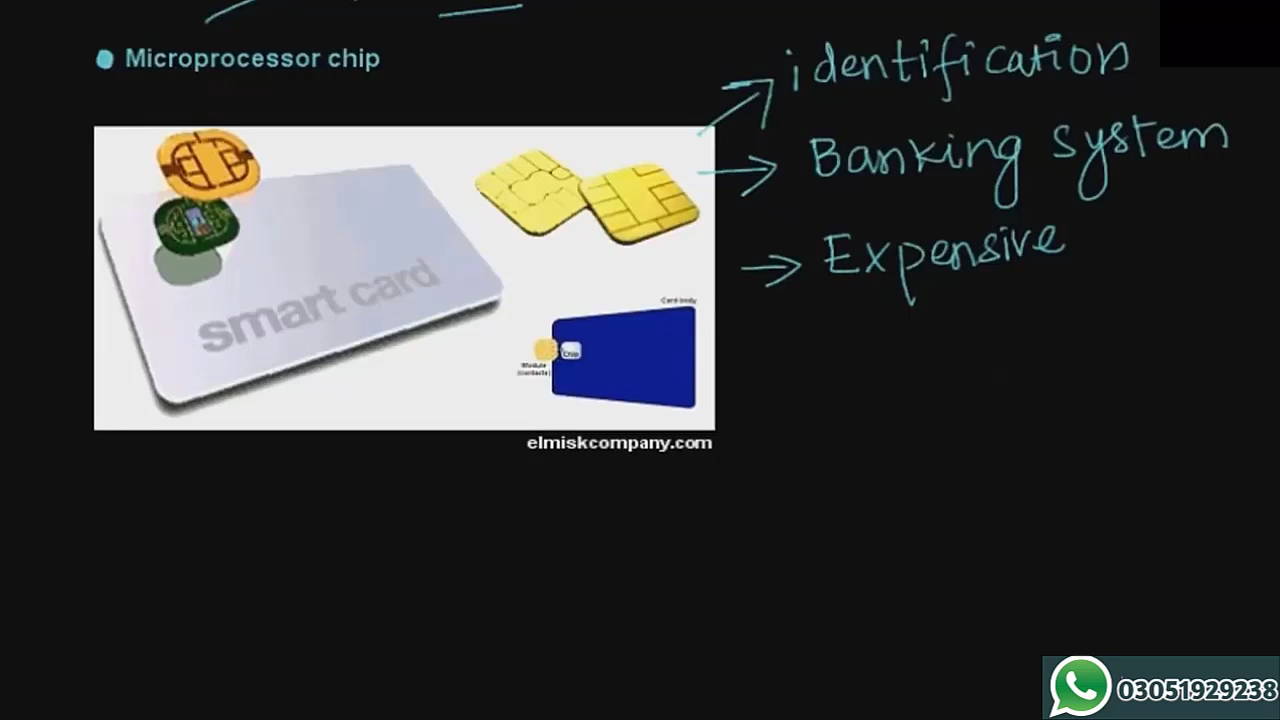 Microprocessor chip
identification
Banking system
Expensive
smart card
Card body
Chip
Module
(contacts)
elmiskcompany.com
03051929238